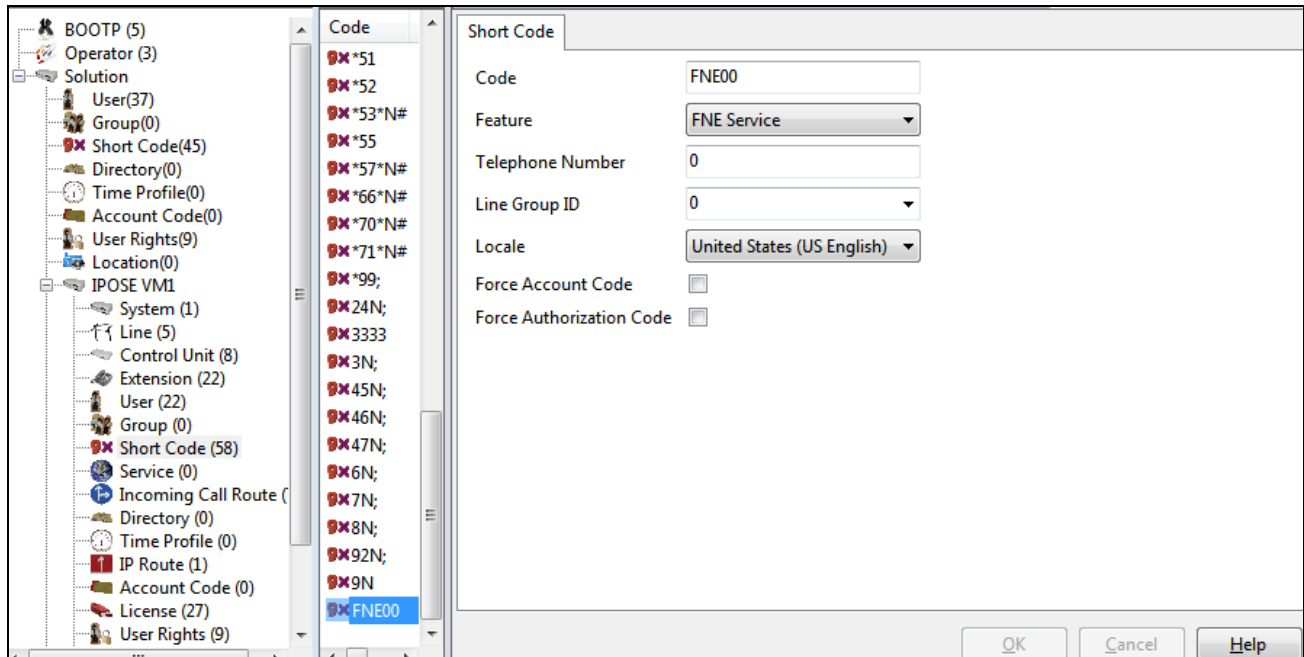 BOOTP (5)
Operator (3)
Solution
User(37)
Group(0)
Short Code(45)
Directory(0)
Time Profile(0)
Account Code(0)
User Rights(9)
Location(0)
IPOSE VM1
System (1)
Line (5)
Control Unit (8)
Extension (22)
User (22)
Group (0)
Short Code (58)
Service (0)
Incoming Call Route (
Directory (0)
Time Profile (0)
IP Route (1)
Account Code (0)
License (27)
User Rights (9)
Code
*51
*52
*53*N#
*55
*57*N#
*66*N#
*70*N#
*71*N#
*99;
24N;
3333
3N;
45N;
46N;
47N;
6N;
7N;
8N;
92N;
9N
FNE00
Short Code
Code FNE00
Feature FNE Service
Telephone Number 0
Line Group ID 0
Locale United States (US English)
Force Account Code
Force Authorization Code
OK Cancel Help